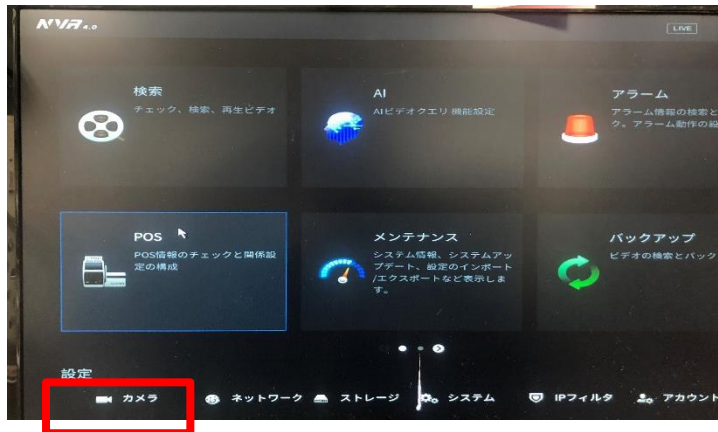 NVR 4.0
LIVE
検索
チェック、検索、再生ビデオ
AI
AIビデオクエリ機能設定
アラーム
アラーム情報の検索と
ク。アラーム動作の設
POS
POS情報のチェックと関係設
定の構成
メンテナンス
システム情報、システムアッ
プデート、設定のインポート
/エクスポートなど表示しま
す。
バックアップ
ビデオの検索とバック
設定
カメラ
ネットワーク
ストレージ
システム
IPフィルタ
アカウント